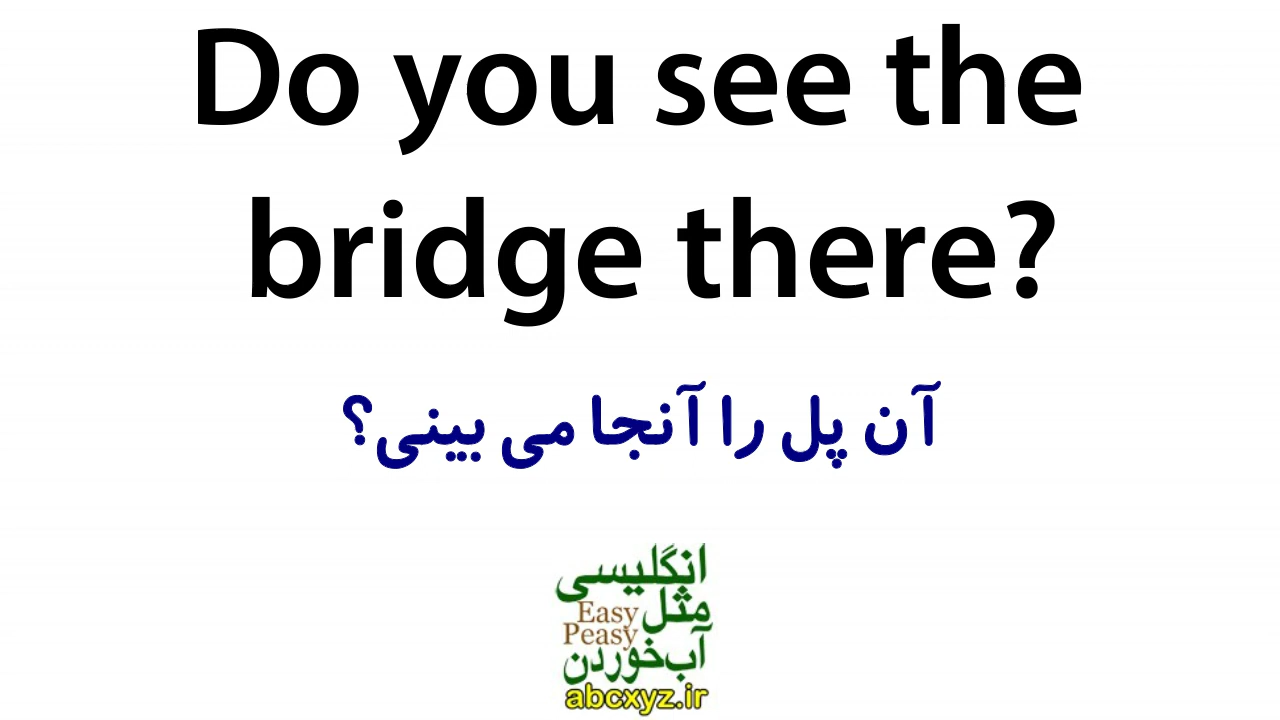 Do you see the
bridge there?
آن پل را آنجا می بینی؟
انگلیسی
مثل
Easy
Peasy
آب‌خوردن
abcxyz.ir